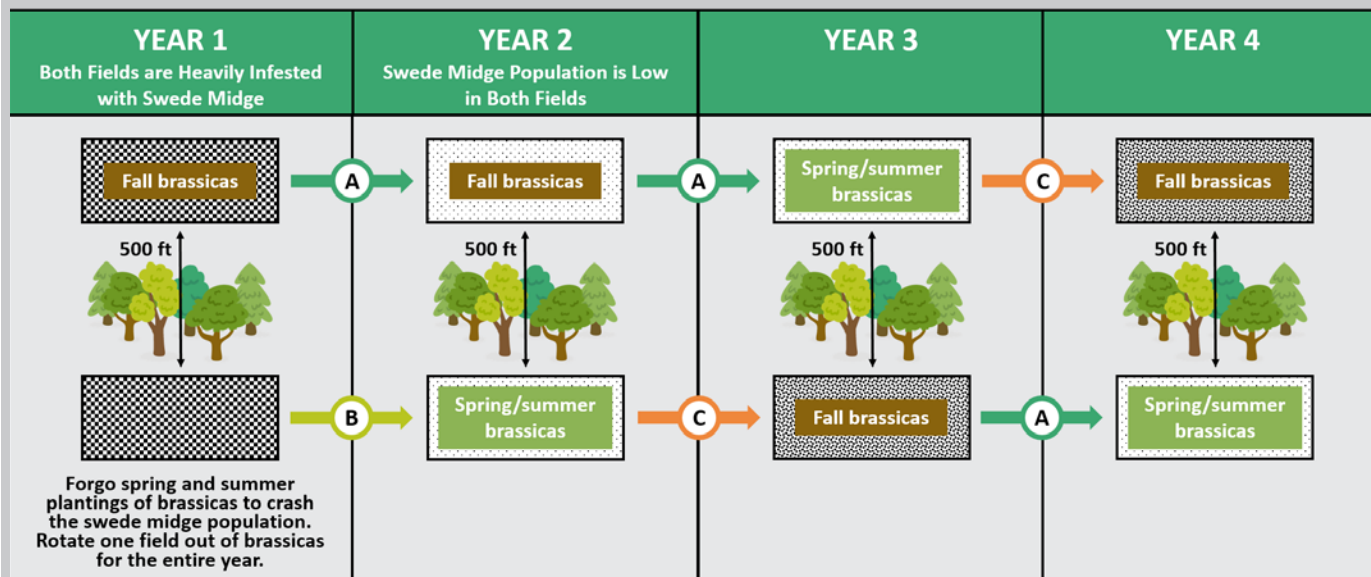 YEAR 1
Both Fields are Heavily Infested
with Swede Midge
YEAR 2
Swede Midge Population is Low
in Both Fields
YEAR 3
YEAR 4
Fall brassicas
A
Fall brassicas
A
Spring/summer
brassicas
C
Fall brassicas
500 ft
500 ft
500 ft
500 ft
B
Spring/summer
brassicas
C
Fall brassicas
A
Spring/summer
brassicas
Forgo spring and summer
plantings of brassicas to crash
the swede midge population.
Rotate one field out of brassicas
for the entire year.